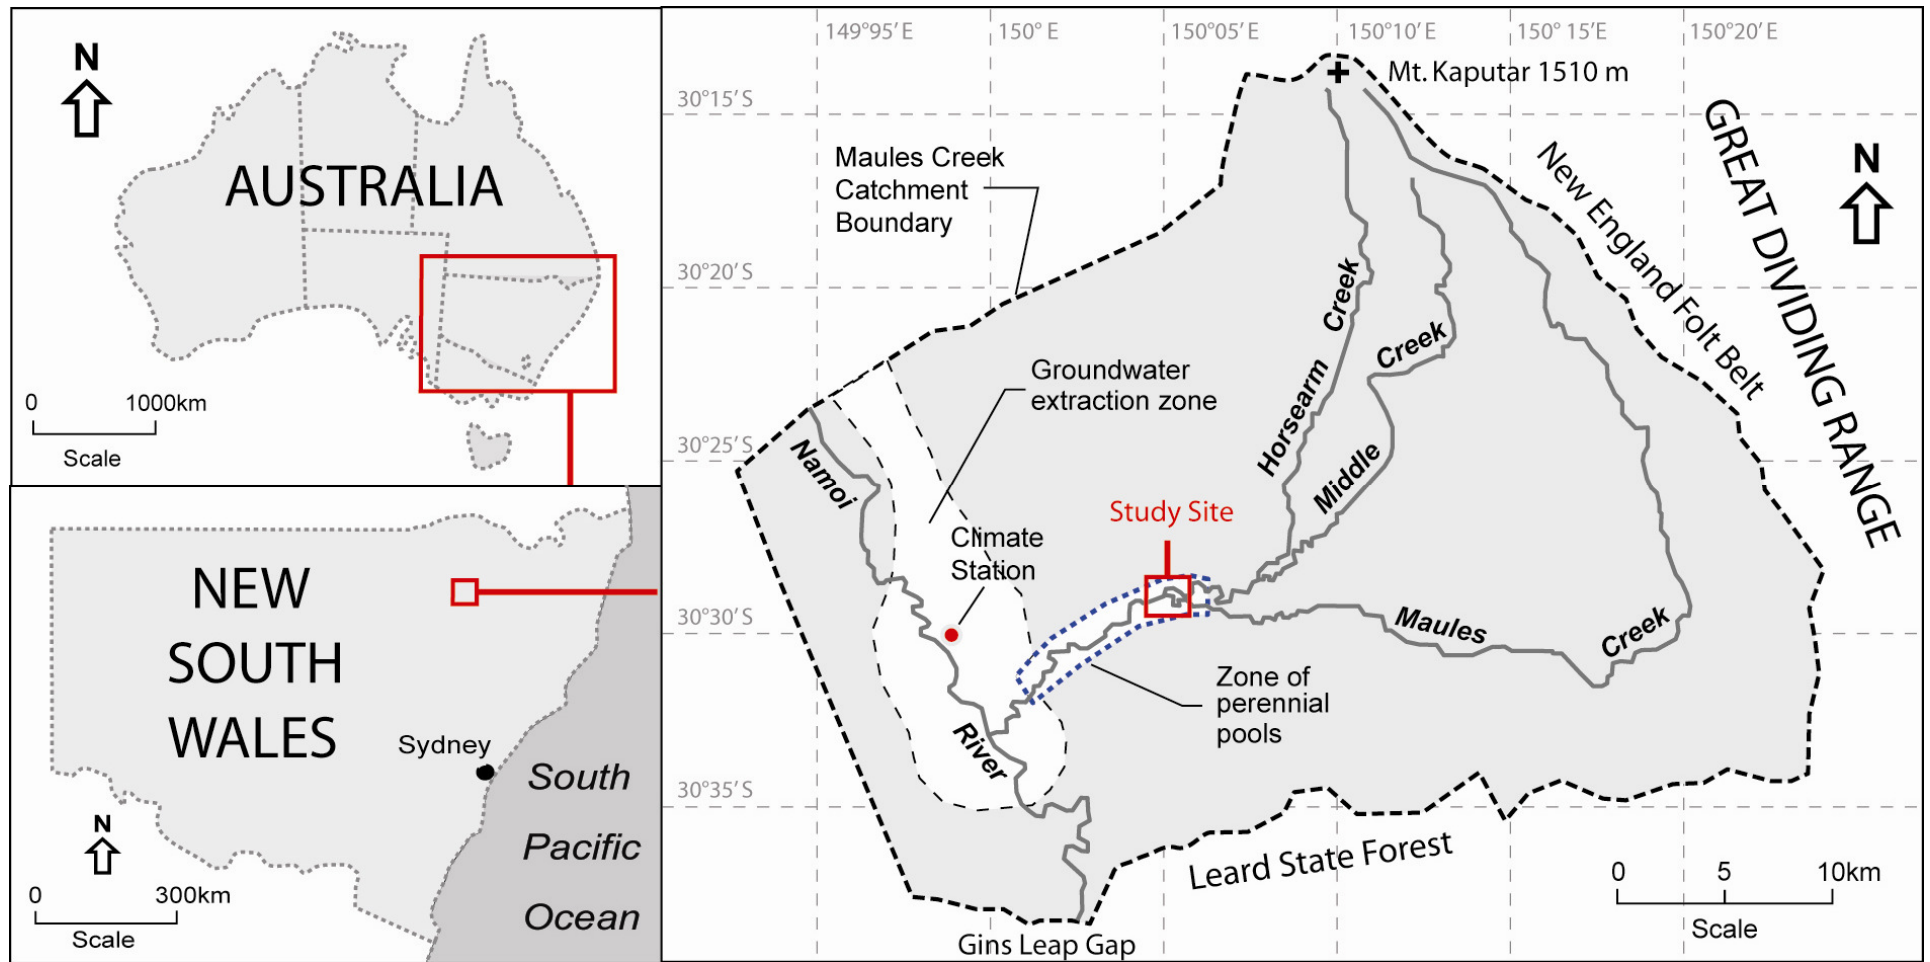 N
AUSTRALIA
0 1000km
Scale
NEW
SOUTH
WALES
Sydney
South
Pacific
Ocean
N
0 300km
Scale
149°95' E 150° E 150°05' E 150°10' E 150° 15' E 150°20' E
30°15' S
30°20' S
30°25' S
30°30' S
30°35' S
Mt. Kaputar 1510 m
N
GREAT DIVIDING RANGE
New England Folt Belt
Maules Creek
Catchment
Boundary
Groundwater
extraction zone
Horsearm Creek
Middle Creek
Namoi
River
Study Site
Climate
Station
Maules Creek
Zone of
perennial
pools
Leard State Forest
Gins Leap Gap
0 5 10km
Scale